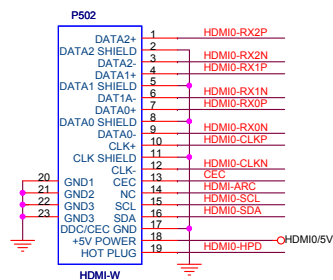 P502
DATA2+ 1 HDMI0-RX2P
DATA2 SHIELD 2
DATA2- 3 HDMI0-RX2N
DATA1+ 4 HDMI0-RX1P
DATA1 SHIELD 5
DAT1A- 6 HDMI0-RX1N
DATA0+ 7 HDMI0-RX0P
DATA0 SHIELD 8
DATA0- 9 HDMI0-RX0N
CLK+ 10 HDMI0-CLKP
CLK SHIELD 11
CLK- 12 HDMI0-CLKN
20 GND1 CEC 13 CEC
21 GND2 NC 14 HDMI-ARC
22 GND3 SCL 15 HDMI0-SCL
23 GND3 SDA 16 HDMI0-SDA
DDC/CEC GND 17
+5V POWER 18 HDMI0/5V
HOT PLUG 19 HDMI0-HPD
HDMI-W